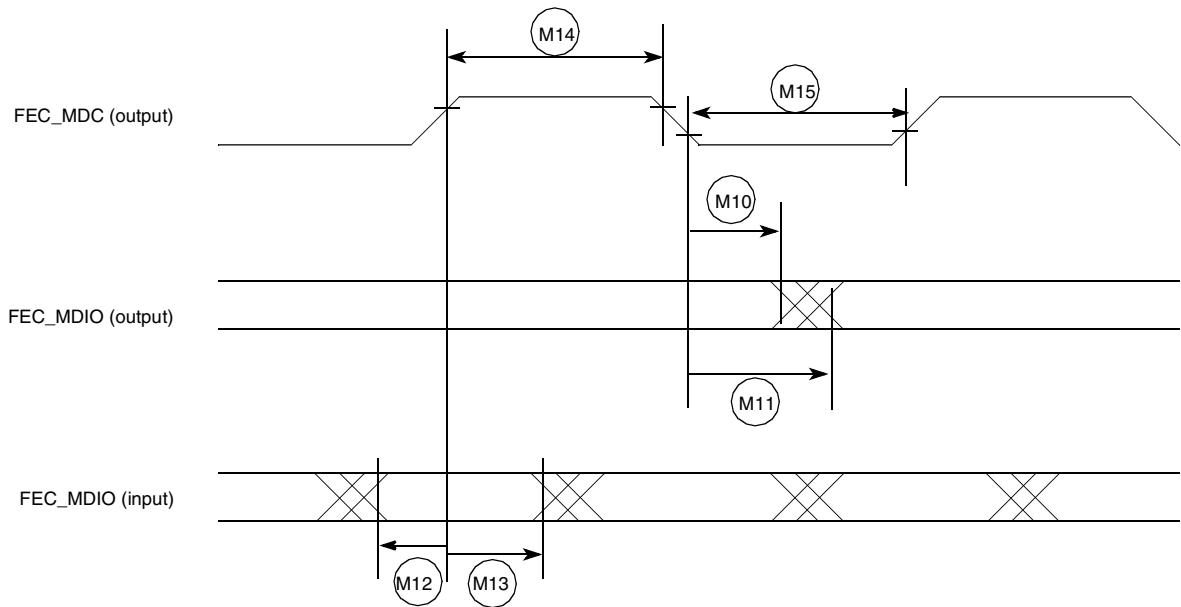 M14
M15
FEC_MDC (output)
M10
FEC_MDIO (output)
M11
FEC_MDIO (input)
M12
M13